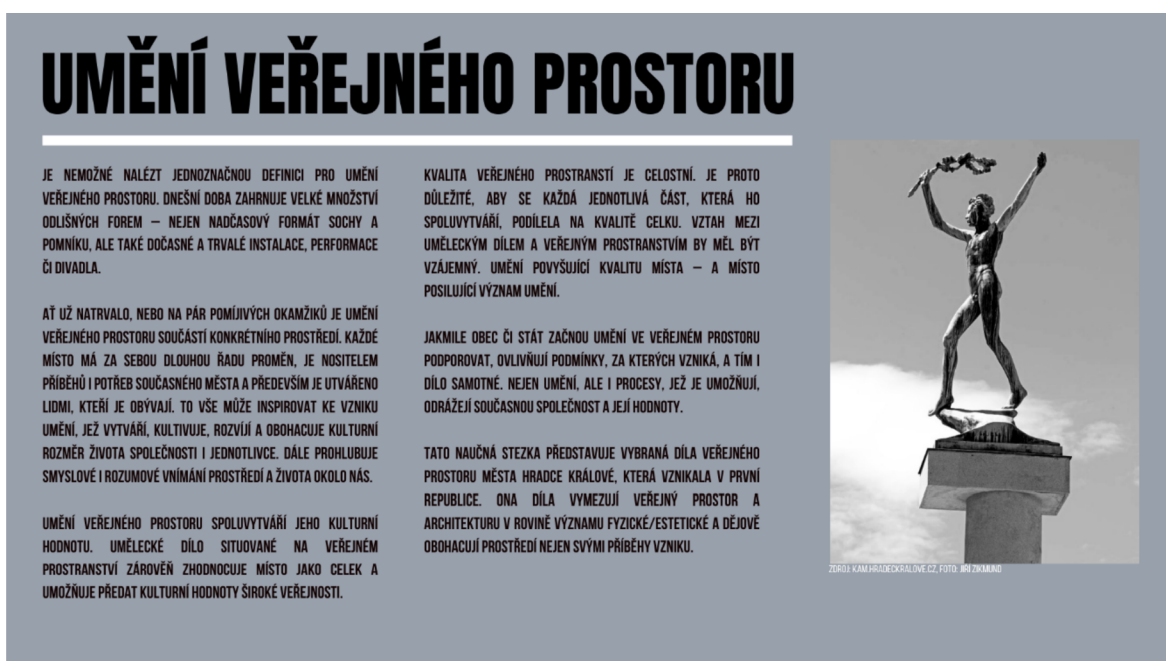 UMĚNÍ VEŘEJNÉHO PROSTORU
JE NEMOŽNÉ NALÉZT JEDNOZNAČNOU DEFINICI PRO UMĚNÍ
VEŘEJNÉHO PROSTORU. DNEŠNÍ DOBA ZAHRNUJE VELKÉ MNOŽSTVÍ
ODLIŠNÝCH FOREM – NEJEN NADČASOVÝ FORMÁT SOCHY A
POMNÍKU, ALE TAKÉ DOČASNÉ A TRVALÉ INSTALACE, PERFORMACE
ČI DIVADLA.
AŤ UŽ NATRVALO, NEBO NA PÁR POMÍJIVÝCH OKAMŽIKŮ JE UMĚNÍ
VEŘEJNÉHO PROSTORU SOUČÁSTÍ KONKRÉTNÍHO PROSTŘEDÍ. KAŽDÉ
MÍSTO MÁ ZA SEBOU DLOUHOU ŘADU PROMĚN, JE NOSITELEM
PŘÍBĚHŮ I POTŘEB SOUČASNÉHO MĚSTA A PŘEDEVŠÍM JE UTVÁŘENO
LIDMI, KTEŘÍ JE OBÝVAJÍ. TO VŠE MŮŽE INSPIROVAT KE VZNIKU
UMĚNÍ, JEŽ VYTVÁŘÍ, KULTIVUJE, ROZVÍJÍ A OBOHACUJE KULTURNÍ
ROZMĚR ŽIVOTA SPOLEČNOSTI I JEDNOTLIVCE. DÁLE PROHLUBUJE
SMYSLOVÉ I ROZUMOVÉ VNÍMÁNÍ PROSTŘEDÍ A ŽIVOTA OKOLO NÁS.
UMĚNÍ VEŘEJNÉHO PROSTORU SPOLUVYTVÁŘÍ JEHO KULTURNÍ
HODNOTU. UMĚLECKÉ DÍLO SITUOVANÉ NA VEŘEJNÉM
PROSTRANSTVÍ ZÁROVĚŇ ZHODNOCUJE MÍSTO JAKO CELEK A
UMOŽŇUJE PŘEDAT KULTURNÍ HODNOTY ŠIROKÉ VEŘEJNOSTI.
KVALITA VEŘEJNÉHO PROSTRANSTÍ JE CELOSTNÍ. JE PROTO
DŮLEŽITÉ, ABY SE KAŽDÁ JEDNOTLIVÁ ČÁST, KTERÁ HO
SPOLUVYTVÁŘÍ, PODÍLELA NA KVALITĚ CELKU. VZTAH MEZI
UMĚLECKÝM DÍLEM A VEŘEJNÝM PROSTRANSTVÍM BY MĚL BÝT
VZÁJEMNÝ. UMĚNÍ POVYŠUJÍCÍ KVALITU MÍSTA – A MÍSTO
POSILUJÍCÍ VÝZNAM UMĚNÍ.
JAKMILE OBEC ČI STÁT ZAČNOU UMĚNÍ VE VEŘEJNÉM PROSTORU
PODPOROVAT, OVLIVŇUJÍ PODMÍNKY, ZA KTERÝCH VZNIKÁ, A TÍM I
DÍLO SAMOTNÉ. NEJEN UMĚNÍ, ALE I PROCESY, JEŽ JE UMOŽŇUJÍ,
ODRÁŽEJÍ SOUČASNOU SPOLEČNOST A JEJÍ HODNOTY.
TATO NAUČNÁ STEZKA PŘEDSTAVUJE VYBRANÁ DÍLA VEŘEJNÉHO
PROSTORU MĚSTA HRADCE KRÁLOVÉ, KTERÁ VZNIKALA V PRVNÍ
REPUBLICE. ONA DÍLA VYMEZUJÍ VEŘEJNÝ PROSTOR A
ARCHITEKTURU V ROVINĚ VÝZNAMU FYZICKÉ/ESTETICKÉ A DĚJOVĚ
OBOHACUJÍ PROSTŘEDÍ NEJEN SVÝMI PŘÍBĚHY VZNIKU.
ZDROJ: KAM.HRADECKRALOVE.CZ, FOTO: JIŘÍ ZIKMUND